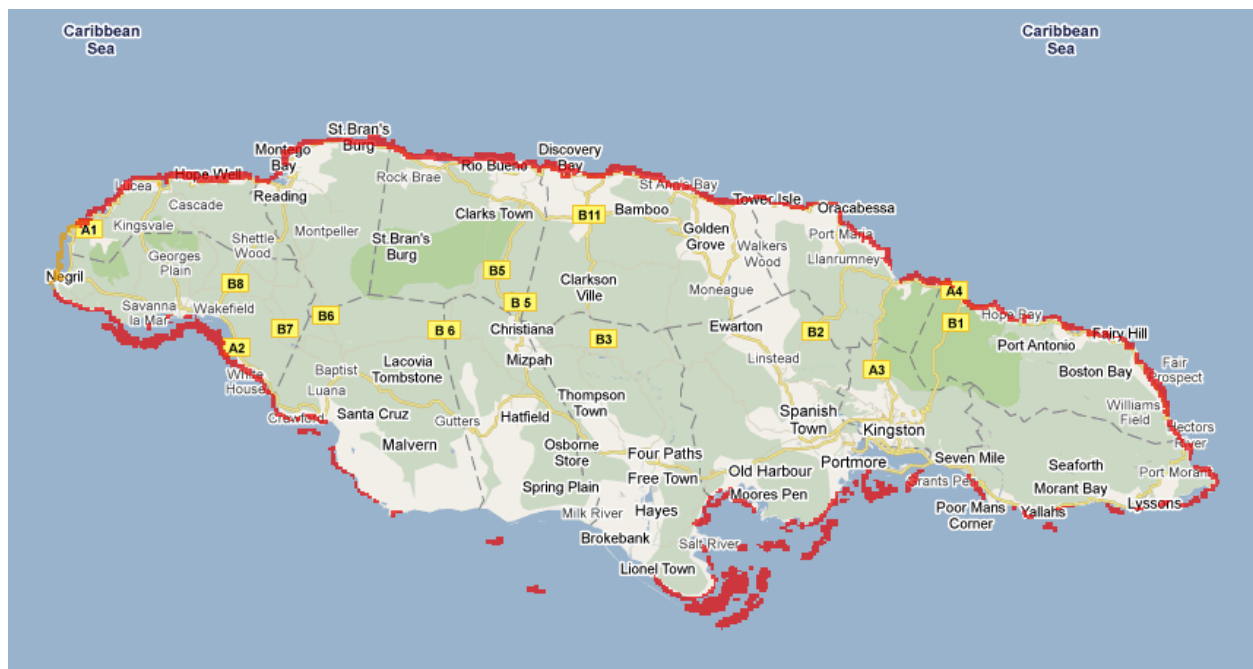 Caribbean
Sea
Caribbean
Sea
St.Bran's
Burg
Montego
Bay
Discovery
Bay
Hope Well
Rio Bueno
Lucea
Rock Brae
St Ann's Bay
Reading
Tower Isle
Cascade
Oracabessa
Clarks Town
B11
Bamboo
A1
Kingsvale
Montpeller
Golden
Grove
Port Maria
St.Bran's
Burg
Shettle
Wood
Walkers
Wood
Georges
Plain
Llanrumney
Negril
B5
B8
Clarkson
Ville
Moneague
A4
Savanna
la Mar
Wakefield
B 5
B6
Hope Bay
B7
B 6
Christiana
Ewarton
B2
B1
Fairy Hill
A2
B3
Port Antonio
Mizpah
Linstead
Fair
Prospect
White
House
Baptist
Lacovia
Tombstone
A3
Boston Bay
Luana
Thompson
Town
Williams
Field
Crawford
Santa Cruz
Gutters
Hatfield
Spanish
Town
Kingston
Hectors
River
Malvern
Osborne
Store
Four Paths
Portmore
Seven Mile
Seaforth
Free Town
Old Harbour
Port Morant
Spring Plain
Moores Pen
Grants Pen
Morant Bay
Milk River
Hayes
Poor Mans
Corner
Yallahs
Lyssons
Brokebank
Salt River
Lionel Town